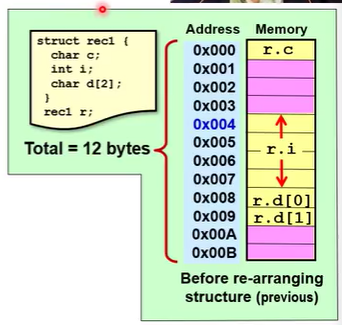 struct rec1 {
char c;
int i;
char d[2];
}
rec1 r;
Total = 12 bytes
Address Memory
0x000 r.c
0x001
0x002
0x003
0x004
0x005 r.i
0x006
0x007
0x008 r.d[0]
0x009 r.d[1]
0x00A
0x00B
Before re-arranging
structure (previous)